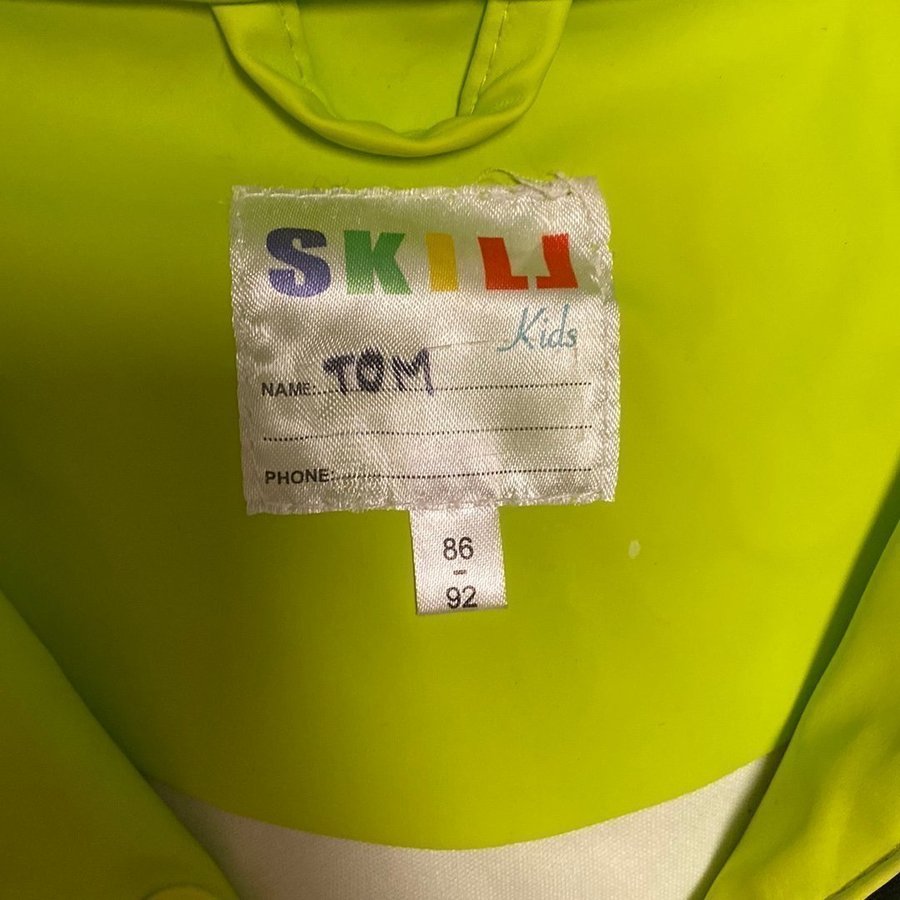 SKILL
Kids
NAME: TOM
PHONE:
86
-
92